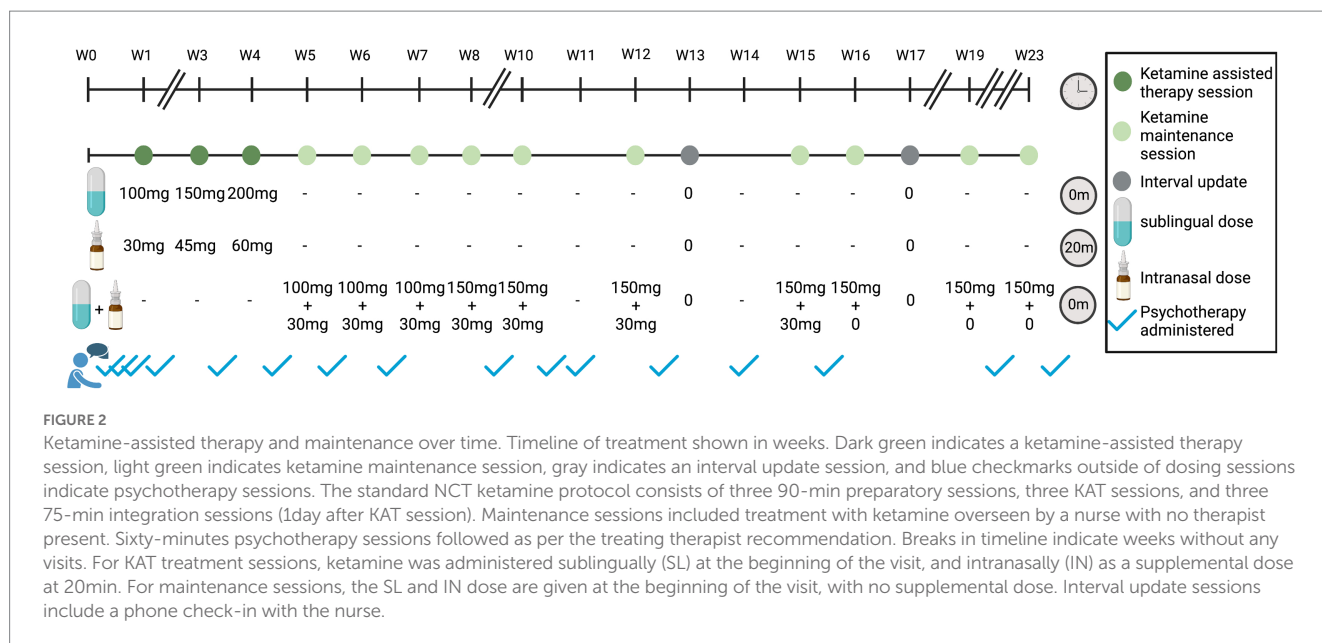 W0 W1 W3 W4 W5 W6 W7 W8 W10 W11 W12 W13 W14 W15 W16 W17 W19 W23
100mg 150mg 200mg - - - - - - - 0 - - - 0 - - 0m
30mg 45mg 60mg - - - - - - - 0 - - - 0 - - 20m
+ - - - 100mg + 30mg 100mg + 30mg 100mg + 30mg 150mg + 30mg 150mg + 30mg - 150mg + 30mg 0 - 150mg + 30mg 150mg + 0 0 150mg + 0 150mg + 0 0m
Ketamine assisted
therapy session
Ketamine
maintenance
session
Interval update
sublingual dose
Intranasal dose
Psychotherapy
administered
FIGURE 2
Ketamine-assisted therapy and maintenance over time. Timeline of treatment shown in weeks. Dark green indicates a ketamine-assisted therapy
session, light green indicates ketamine maintenance session, gray indicates an interval update session, and blue checkmarks outside of dosing sessions
indicate psychotherapy sessions. The standard NCT ketamine protocol consists of three 90-min preparatory sessions, three KAT sessions, and three
75-min integration sessions (1day after KAT session). Maintenance sessions included treatment with ketamine overseen by a nurse with no therapist
present. Sixty-minutes psychotherapy sessions followed as per the treating therapist recommendation. Breaks in timeline indicate weeks without any
visits. For KAT treatment sessions, ketamine was administered sublingually (SL) at the beginning of the visit, and intranasally (IN) as a supplemental dose
at 20min. For maintenance sessions, the SL and IN dose are given at the beginning of the visit, with no supplemental dose. Interval update sessions
include a phone check-in with the nurse.